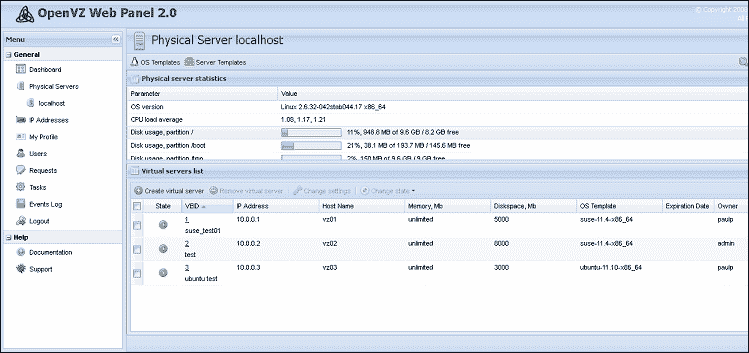 OpenVZ Web Panel 2.0
© Copyright 200
Menu
General
Dashboard
Physical Servers
localhost
IP Addresses
My Profile
Users
Requests
Tasks
Events Log
Logout
Help
Documentation
Support
Physical Server localhost
OS Templates Server Templates
Physical server statistics
Parameter Value
OS version Linux 2.6.32-042stab044.17 x86_64
CPU load average 1.08, 1.17, 1.21
Disk usage, partition / 11%, 948.8 MB of 9.6 GB / 8.2 GB free
Disk usage, partition /boot 21%, 38.1 MB of 193.7 MB / 145.6 MB free
Disk usage, partition /tmp 2%, 150 MB of 9.6 GB / 9 GB free
Virtual servers list
Create virtual server Remove virtual server Change settings Change state
State VEID IP Address Host Name Memory, Mb Diskspace, Mb OS Template Expiration Date Owner
1 10.0.0.1 vz01 unlimited 5000 suse-11.4-x86_64 paulp
suse_test01
2 10.0.0.2 vz02 unlimited 8000 suse-11.4-x86_64 admin
test
3 10.0.0.3 vz03 unlimited 3000 ubuntu-11.10-x86_64 paulp
ubuntu test